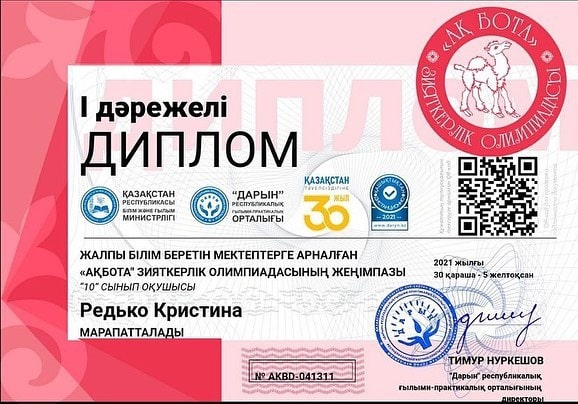 «АҚ БОТА»
ЗИЯТКЕРЛІК ОЛИМПИАДАСЫ
ДИПЛОМ
І дәрежелі
ДИПЛОМ
ҚАЗАҚСТАН
РЕСПУБЛИКАСЫ
БІЛІМ ЖӘНЕ ҒЫЛЫМ
МИНИСТРЛІГІ
"ДАРЫН"
РЕСПУБЛИКАЛЫҚ
ҒЫЛЫМИ-ПРАКТИКАЛЫҚ
ОРТАЛЫҒЫ
ҚАЗАҚСТАН
ТӘУЕЛСІЗДІГІНЕ
30 ЖЫЛ
2021
www.daryn.kz
ЖАЛПЫ БІЛІМ БЕРЕТІН МЕКТЕПТЕРГЕ АРНАЛҒАН
«АҚБОТА" ЗИЯТКЕРЛІК ОЛИМПИАДАСЫНЫҢ ЖЕҢІМПАЗЫ
"10" СЫНЫП ОҚУШЫСЫ
Редько Кристина
МАРАПАТТАЛАДЫ
2021 ЖЫЛҒЫ
30 ҚАРАША - 5 ЖЕЛТОҚСАН
ТИМУР НУРКЕШОВ
"Дарын" республикалық
ғылыми-практикалық орталығының
директоры
№ AKBD-041311